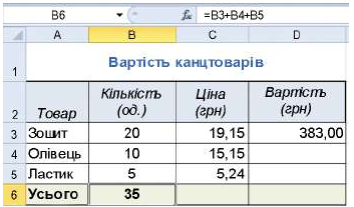 B6 fx =B3+B4+B5
A B C D
1 Вартість канцтоварів
2 Товар Кількість (од.) Ціна (грн) Вартість (грн)
3 Зошит 20 19,15 383,00
4 Олівець 10 15,15
5 Ластик 5 5,24
6 Усього 35